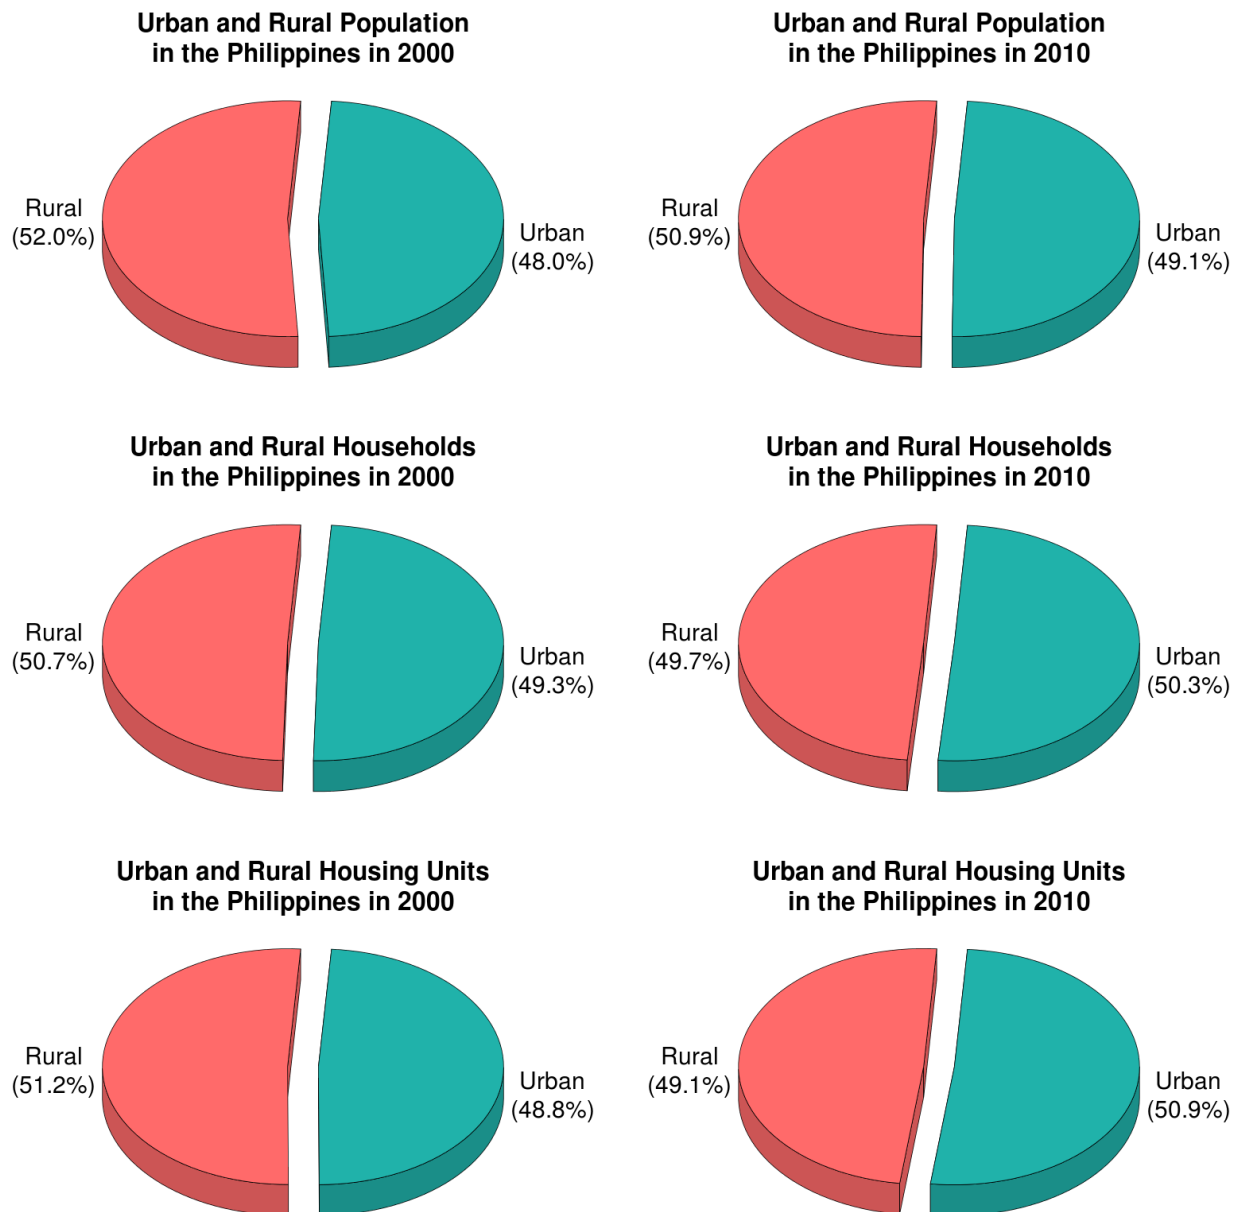 Urban and Rural Population
in the Philippines in 2000
Rural
(52.0%)
Urban
(48.0%)
Urban and Rural Population
in the Philippines in 2010
Rural
(50.9%)
Urban
(49.1%)
Urban and Rural Households
in the Philippines in 2000
Rural
(50.7%)
Urban
(49.3%)
Urban and Rural Households
in the Philippines in 2010
Rural
(49.7%)
Urban
(50.3%)
Urban and Rural Housing Units
in the Philippines in 2000
Rural
(51.2%)
Urban
(48.8%)
Urban and Rural Housing Units
in the Philippines in 2010
Rural
(49.1%)
Urban
(50.9%)